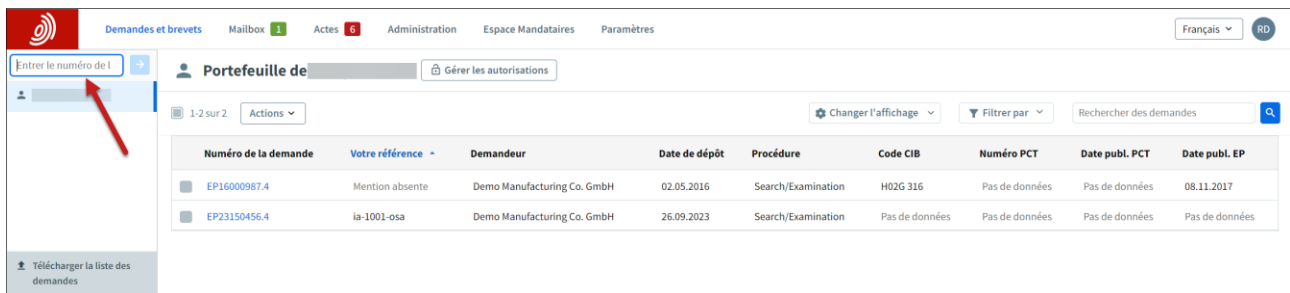 Demandes et brevets Mailbox 1 Actes 6 Administration Espace Mandataires Paramètres Français RD
Entrer le numéro de l
Portefeuille de Gérer les autorisations
1-2 sur 2 Actions Changer l'affichage Filtrer par Rechercher des demandes
Numéro de la demande Votre référence Demandeur Date de dépôt Procédure Code CIB Numéro PCT Date publ. PCT Date publ. EP
EP16000987.4 Mention absente Demo Manufacturing Co. GmbH 02.05.2016 Search/Examination H02G 316 Pas de données Pas de données 08.11.2017
EP23150456.4 ia-1001-osa Demo Manufacturing Co. GmbH 26.09.2023 Search/Examination Pas de données Pas de données Pas de données Pas de données
Télécharger la liste des
demandes